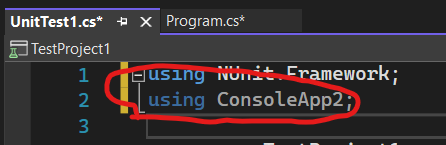 UnitTest1.cs*
Program.cs*
TestProject1
1 using NUnit.Framework;
2 using ConsoleApp2;
3